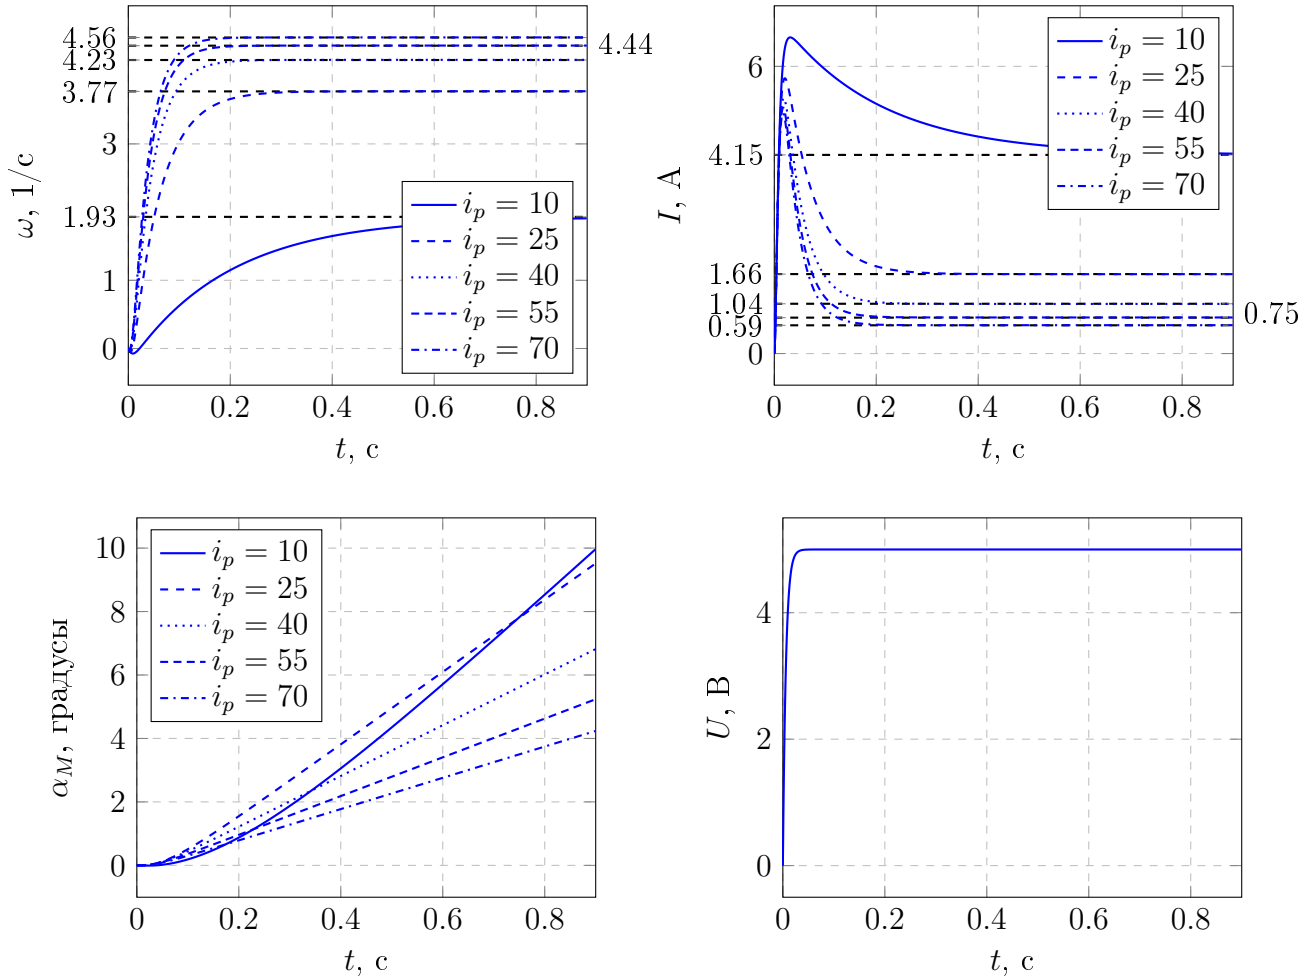 4.56
4.44
4.23
3.77
3
1.93
1
0
ω, 1/с
i_p = 10
i_p = 25
i_p = 40
i_p = 55
i_p = 70
0 0.2 0.4 0.6 0.8
t, с
6
4.15
1.66
1.04
0.75
0.59
0
I, А
i_p = 10
i_p = 25
i_p = 40
i_p = 55
i_p = 70
0 0.2 0.4 0.6 0.8
t, с
10
8
6
4
2
0
α_M, градусы
i_p = 10
i_p = 25
i_p = 40
i_p = 55
i_p = 70
0 0.2 0.4 0.6 0.8
t, с
4
2
0
U, В
0 0.2 0.4 0.6 0.8
t, с